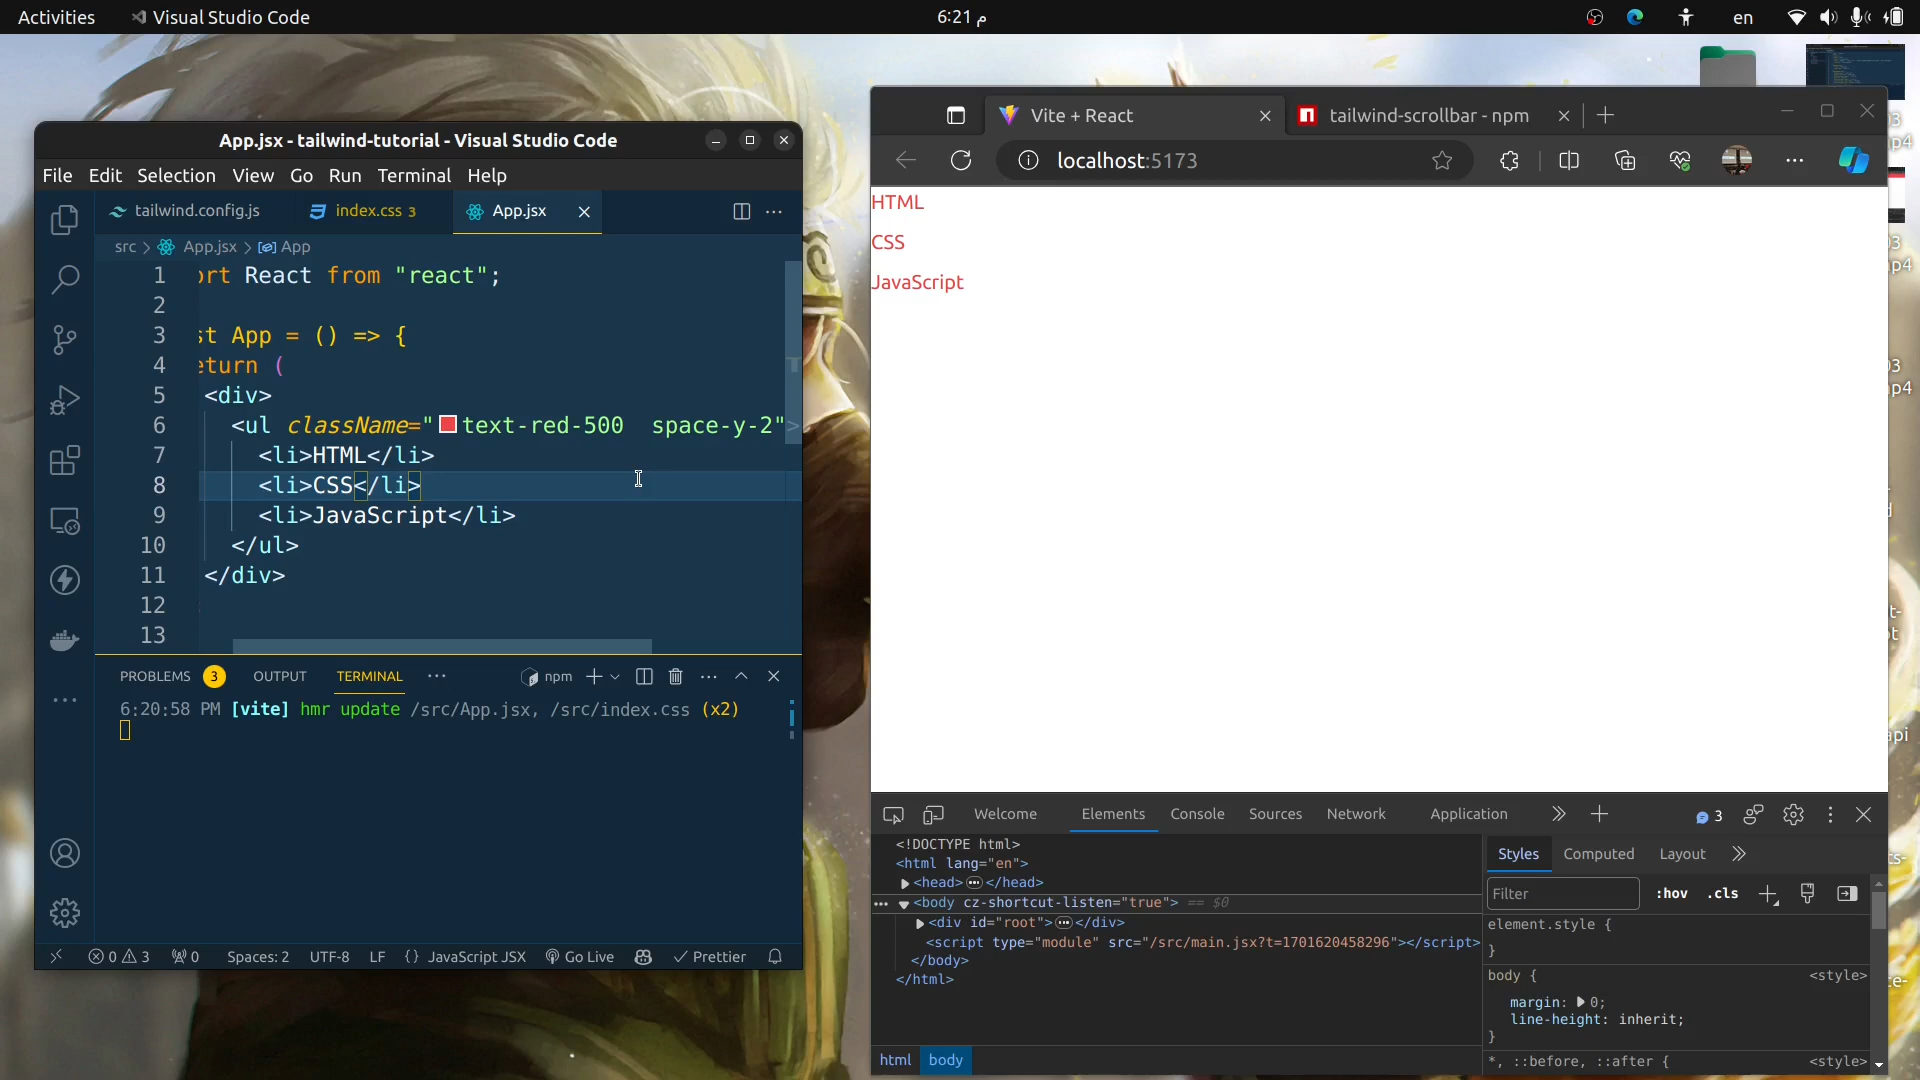 Activities
Visual Studio Code
6:21 م
en
App.jsx - tailwind-tutorial - Visual Studio Code
File Edit Selection View Go Run Terminal Help
tailwind.config.js
index.css 3
App.jsx
src > App.jsx > App
1 ort React from "react";
2
3 st App = () => {
4 eturn (
5 <div>
6 <ul className="text-red-500  space-y-2">
7 <li>HTML</li>
8 <li>CSS</li>
9 <li>JavaScript</li>
10 </ul>
11 </div>
12
13
PROBLEMS 3 OUTPUT TERMINAL ··· npm
6:20:58 PM [vite] hmr update /src/App.jsx, /src/index.css (x2)
0 3 0 Spaces: 2 UTF-8 LF {} JavaScript JSX Go Live Prettier
Vite + React
tailwind-scrollbar - npm
localhost:5173
HTML
CSS
JavaScript
Welcome Elements Console Sources Network Application 3
<!DOCTYPE html>
<html lang="en">
<head>···</head>
··· <body cz-shortcut-listen="true"> == $0
<div id="root">···</div>
<script type="module" src="/src/main.jsx?t=1701620458296"></script>
</body>
</html>
html body
Styles Computed Layout
Filter :hov .cls
element.style {
}
body { <style>
margin: 0;
line-height: inherit;
}
*, ::before, ::after { <style>